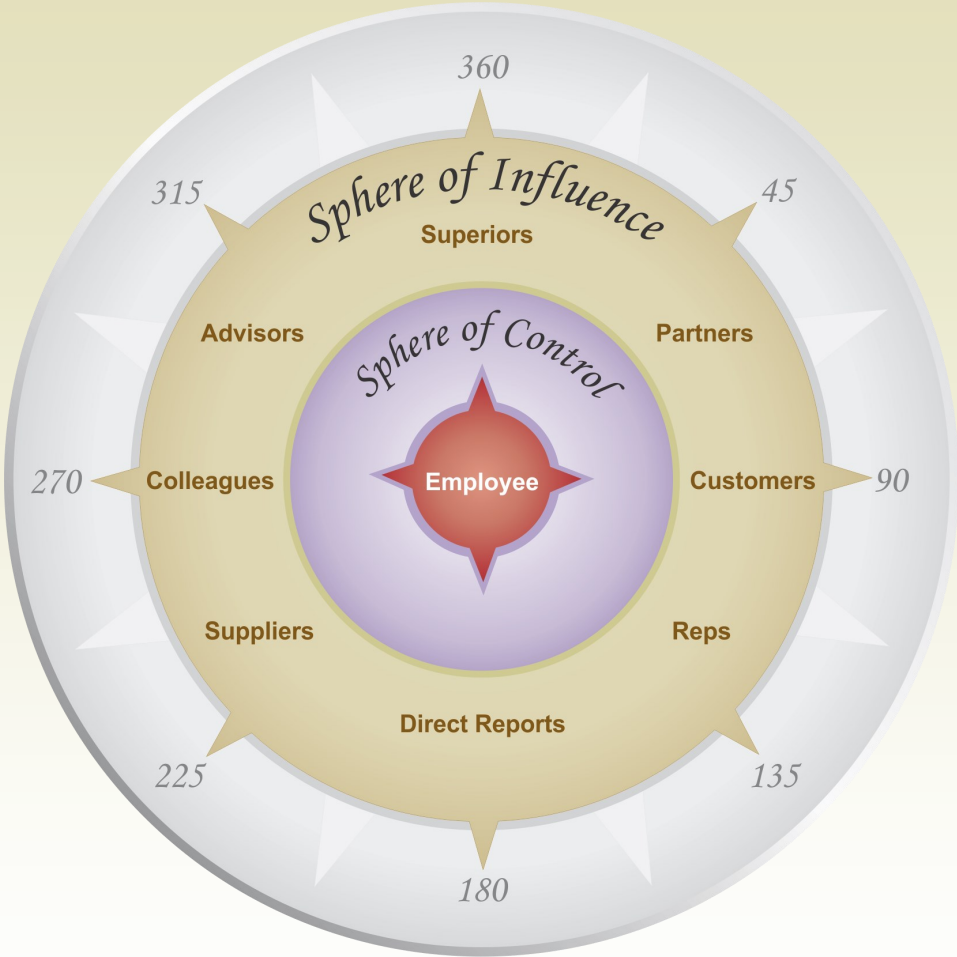 360
315
45
Sphere of Influence
Superiors
Advisors
Partners
Sphere of Control
270
Colleagues
Employee
Customers
90
Suppliers
Reps
Direct Reports
225
135
180